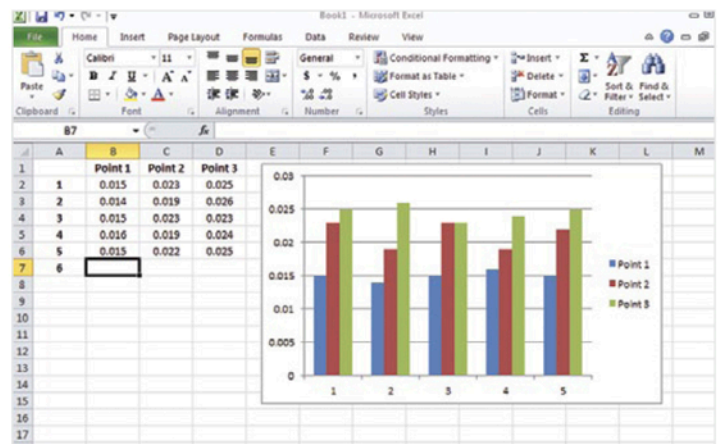 Book1 - Microsoft Excel
File Home Insert Page Layout Formulas Data Review View
Calibri 11 General Conditional Formatting Insert
Paste B I U A A $ % , Format as Table Delete Sort & Find &
Cell Styles Format Filter Select
Clipboard Font Alignment Number Styles Cells Editing
B7 fx
A B C D E F G H I J K L M
1 Point 1 Point 2 Point 3
2 1 0.015 0.023 0.025
3 2 0.014 0.019 0.026
4 3 0.015 0.023 0.023
5 4 0.016 0.019 0.024
6 5 0.015 0.022 0.025
7 6
8
9
10
11
12
13
14
15
16
17
0.03
0.025
0.02
0.015
0.01
0.005
0
1 2 3 4 5
Point 1
Point 2
Point 3